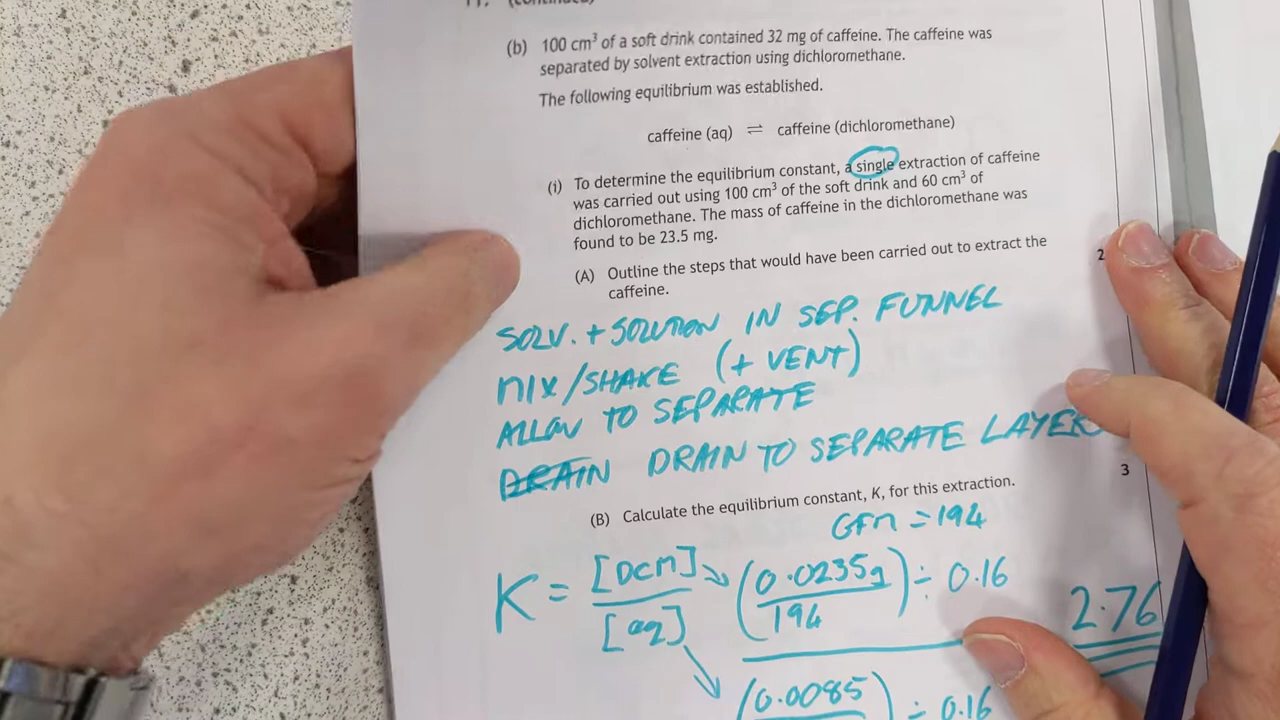 11. (continued)
(b) 100 cm³ of a soft drink contained 32 mg of caffeine. The caffeine was
separated by solvent extraction using dichloromethane.
The following equilibrium was established.
caffeine (aq) ⇌ caffeine (dichloromethane)
(i) To determine the equilibrium constant, a single extraction of caffeine
was carried out using 100 cm³ of the soft drink and 60 cm³ of
dichloromethane. The mass of caffeine in the dichloromethane was
found to be 23.5 mg.
(A) Outline the steps that would have been carried out to extract the
caffeine.
2
SOLV. + SOLUTION IN SEP. FUNNEL
MIX/SHAKE (+ VENT)
ALLOW TO SEPARATE
DRAIN DRAIN TO SEPARATE LAYERS
3
(B) Calculate the equilibrium constant, K, for this extraction.
GFM = 194
K = [DCM] / [aq]
(0.0235g / 194) ÷ 0.16
2.76
(0.0085 ) ÷ 0.16